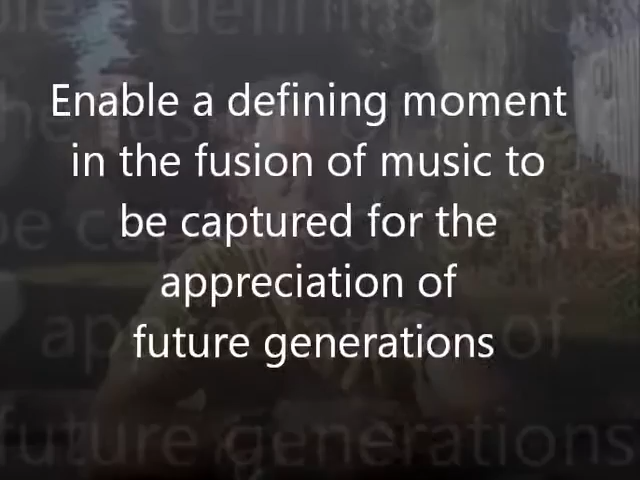 Enable a defining moment
in the fusion of music to
be captured for the
appreciation of
future generations